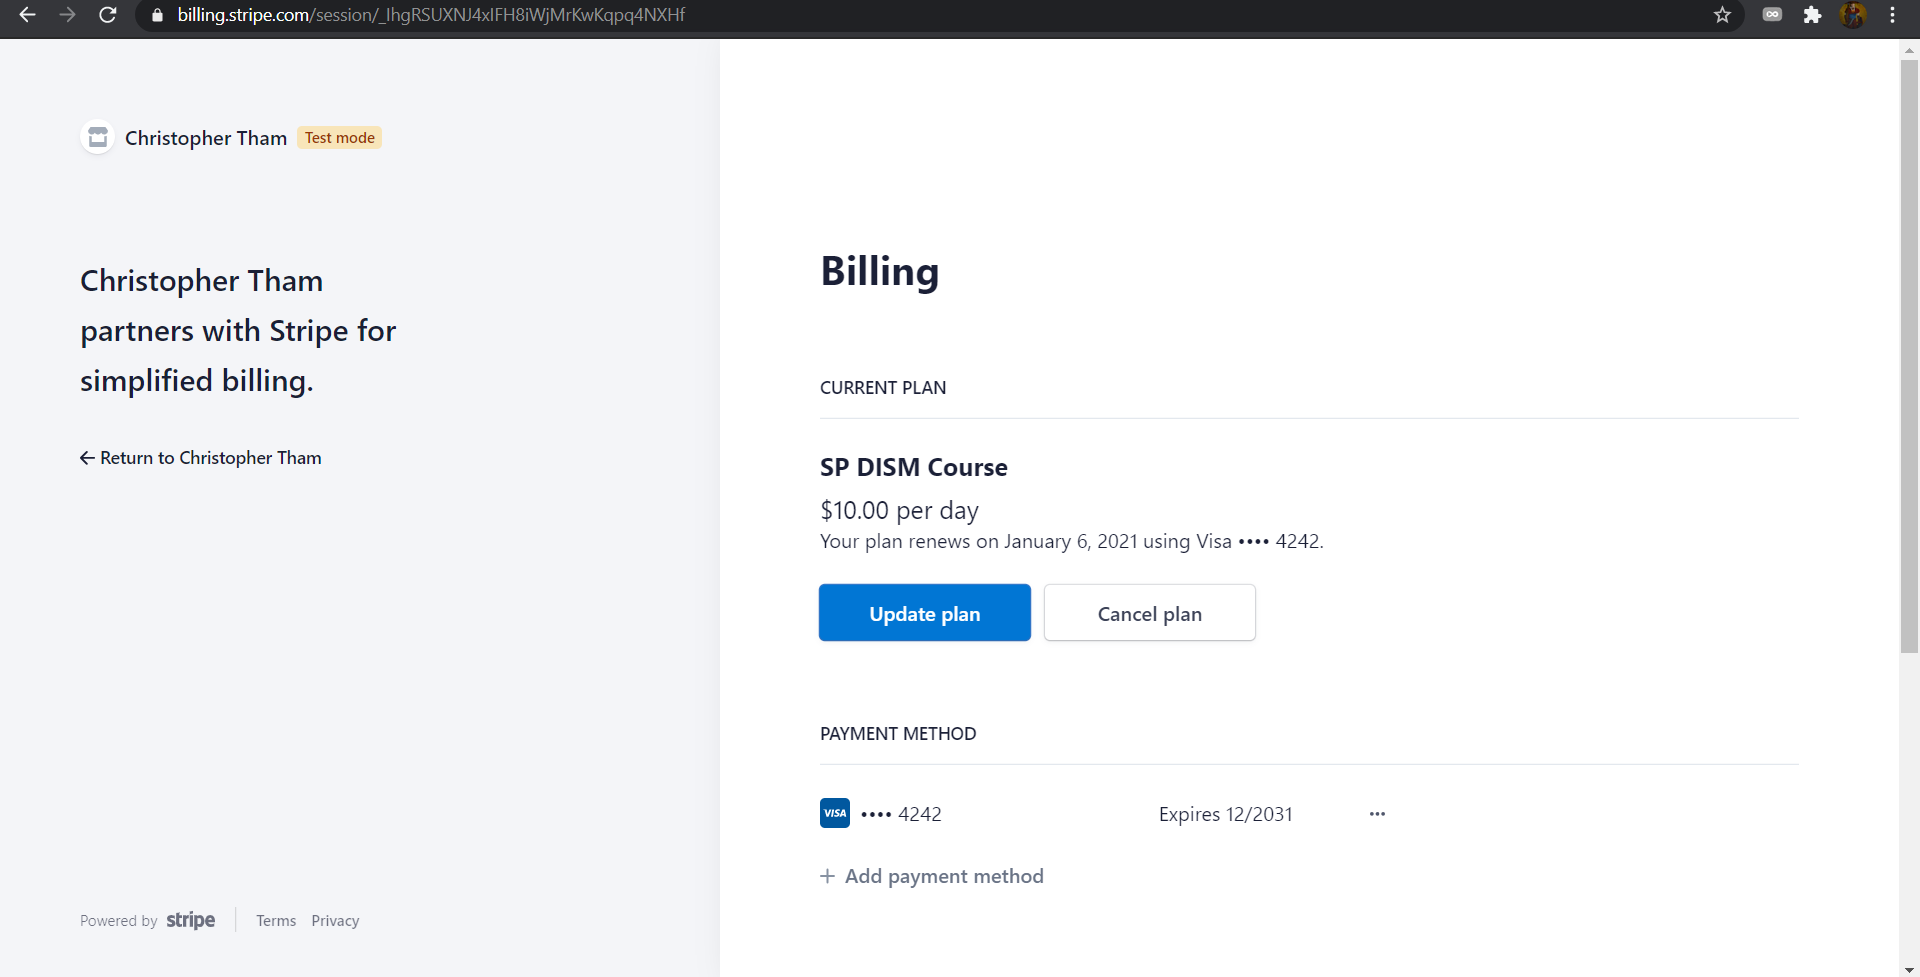 billing.stripe.com/session/_IhgRSUXNJ4xIFH8iWjMrKwKqpq4NXHf
Christopher Tham Test mode
Christopher Tham
partners with Stripe for
simplified billing.
← Return to Christopher Tham
Powered by stripe Terms Privacy
Billing
CURRENT PLAN
SP DISM Course
$10.00 per day
Your plan renews on January 6, 2021 using Visa •••• 4242.
Update plan Cancel plan
PAYMENT METHOD
VISA •••• 4242 Expires 12/2031 •••
+ Add payment method